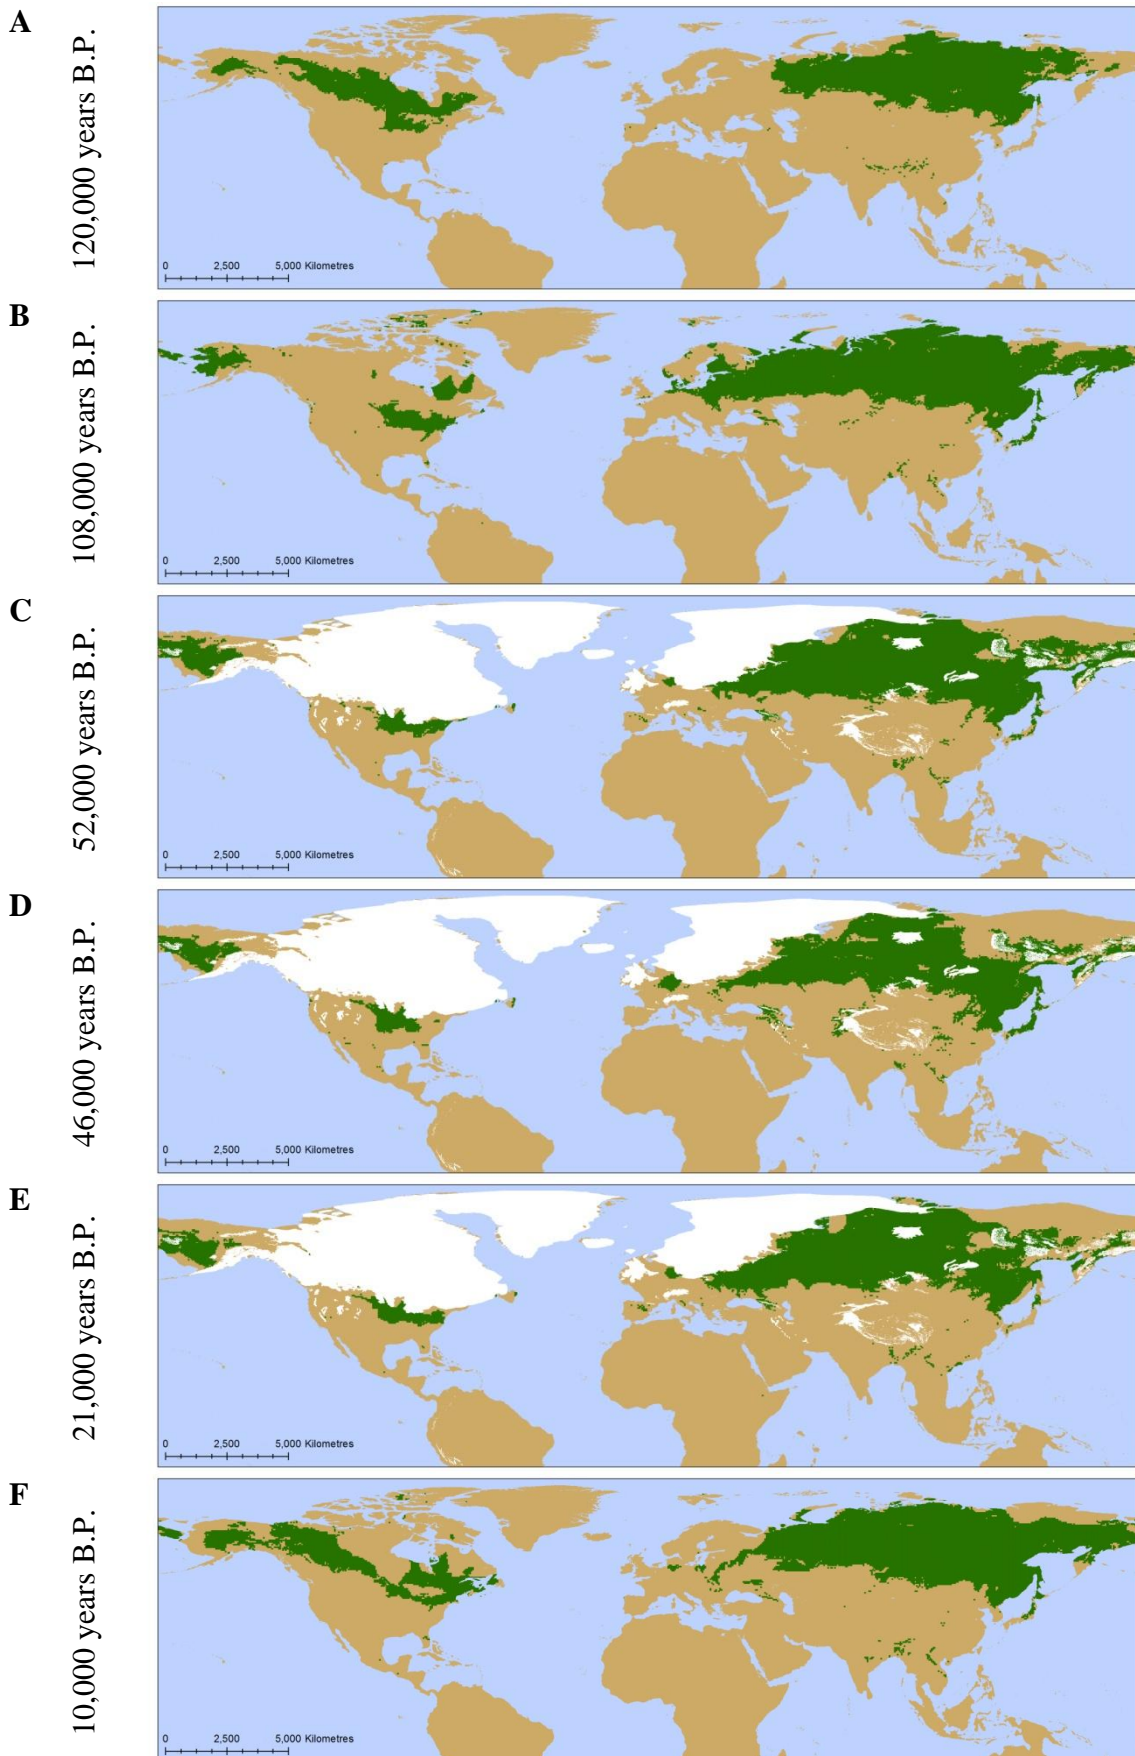 A
120,000 years B.P.
0 2,500 5,000 Kilometres
B
108,000 years B.P.
0 2,500 5,000 Kilometres
C
52,000 years B.P.
0 2,500 5,000 Kilometres
D
46,000 years B.P.
0 2,500 5,000 Kilometres
E
21,000 years B.P.
0 2,500 5,000 Kilometres
F
10,000 years B.P.
0 2,500 5,000 Kilometres